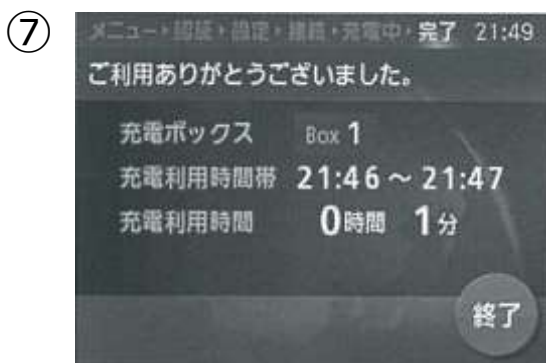 ⑦
メニュー▸認証▸設定▸接続▸充電中▸完了 21:49
ご利用ありがとうございました。
充電ボックス Box 1
充電利用時間帯 21:46～21:47
充電利用時間 0時間 1分
終了